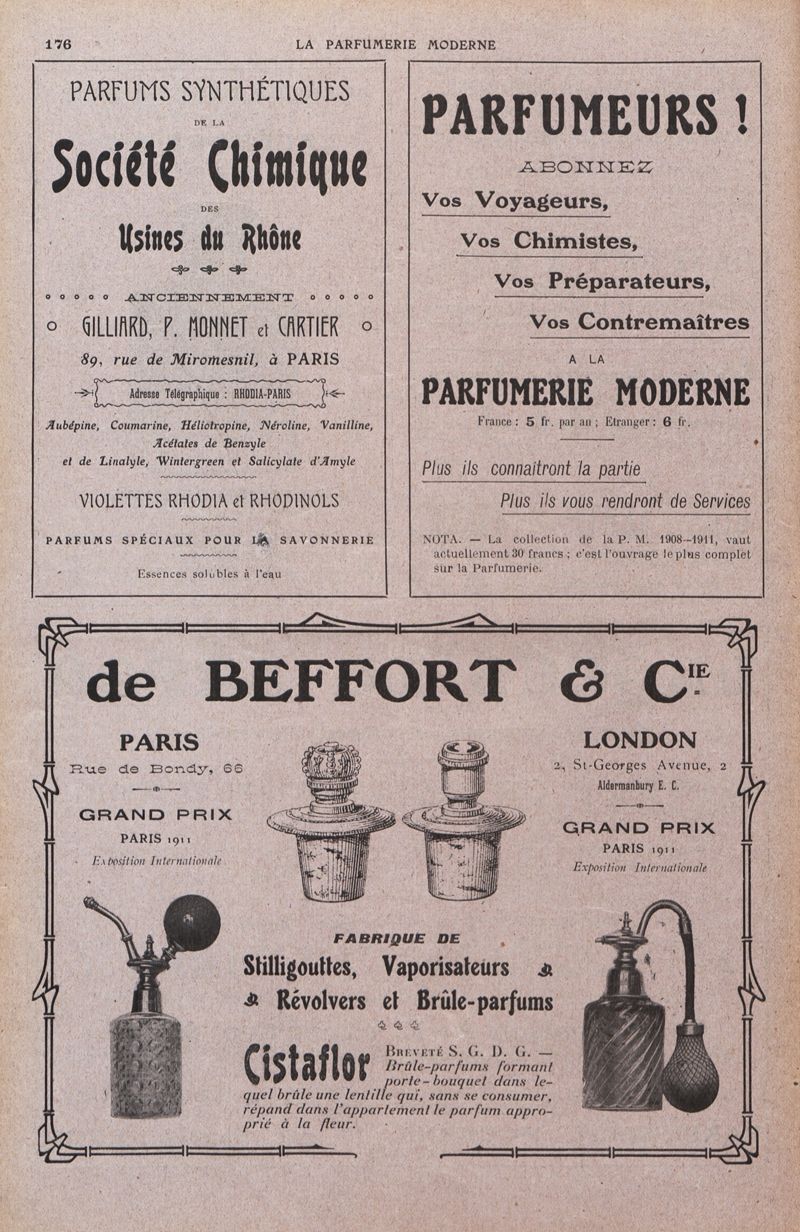 176
LA PARFUMERIE MODERNE
PARFUMS SYNTHÉTIQUES
DE LA
Société Chimique
DES
Usines du Rhône
ANCIENNEMENT
GILLIARD, P. MONNET et CARTIER
89, rue de Miromesnil, à PARIS
Adresse Télégraphique : RHODIA-PARIS
Aubépine, Coumarine, Héliotropine, Néroline, Vanilline,
Acétates de Benzyle
et de Linalyle, Wintergreen et Salicylate d'Amyle
VIOLETTES RHODIA et RHODINOLS
PARFUMS SPÉCIAUX POUR LA SAVONNERIE
Essences solubles à l'eau
PARFUMEURS !
ABONNEZ
Vos Voyageurs,
Vos Chimistes,
Vos Préparateurs,
Vos Contremaîtres
A LA
PARFUMERIE MODERNE
France : 5 fr. par an ; Etranger : 6 fr.
Plus ils connaitront la partie
Plus ils vous rendront de Services
NOTA. — La collection de la P. M. 1908-1911, vaut
actuellement 30 francs ; c'est l'ouvrage le plus complet
sur la Parfumerie.
de BEFFORT & CIE
PARIS
Rue de Bondy, 66
GRAND PRIX
PARIS 1911
Exposition Internationale
LONDON
2, St-Georges Avenue, 2
Aldermanbury E. C.
GRAND PRIX
PARIS 1911
Exposition Internationale
FABRIQUE DE
Stilligouttes, Vaporisateurs
Révolvers et Brûle-parfums
Cistaflor BREVETÉ S. G. D. G. —
Brûle-parfums formant
porte-bouquet dans le-
quel brûle une lentille qui, sans se consumer,
répand dans l'appartement le parfum appro-
prié à la fleur.